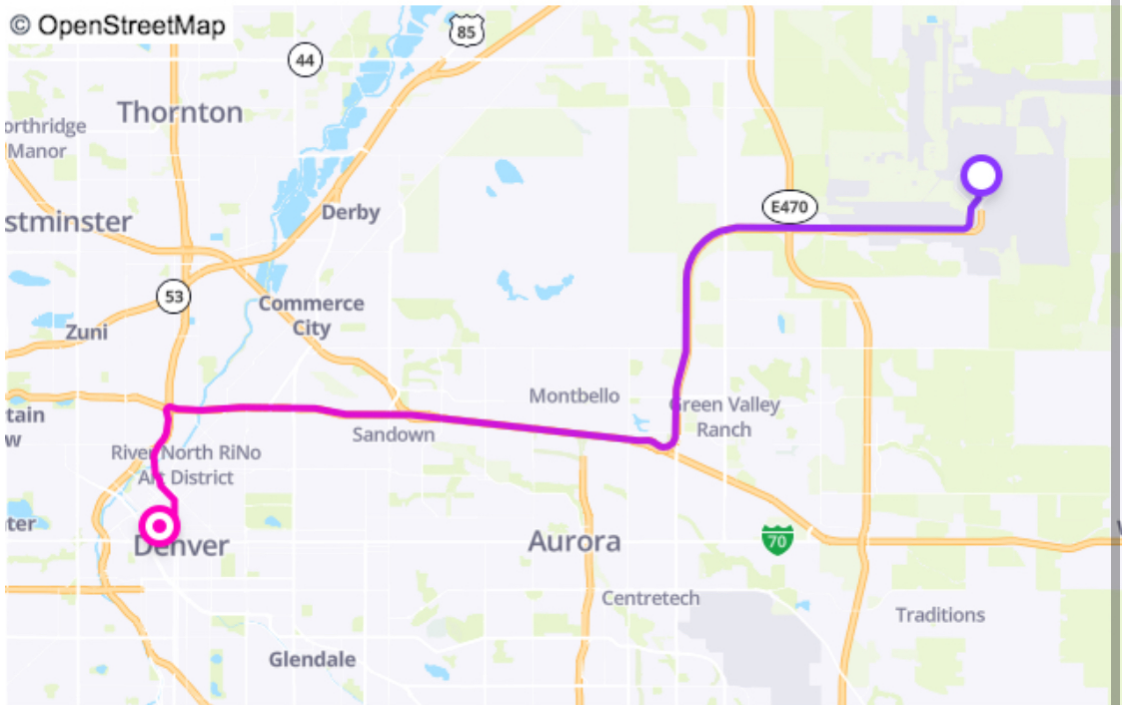 © OpenStreetMap
85
44
Thornton
orthridge
Manor
stminster
Derby
E470
53
Commerce
City
Zuni
Montbello
Green Valley
Ranch
tain
w
Sandown
River North RiNo
Art District
ter
Denver
Aurora
70
W
Centretech
Traditions
Glendale